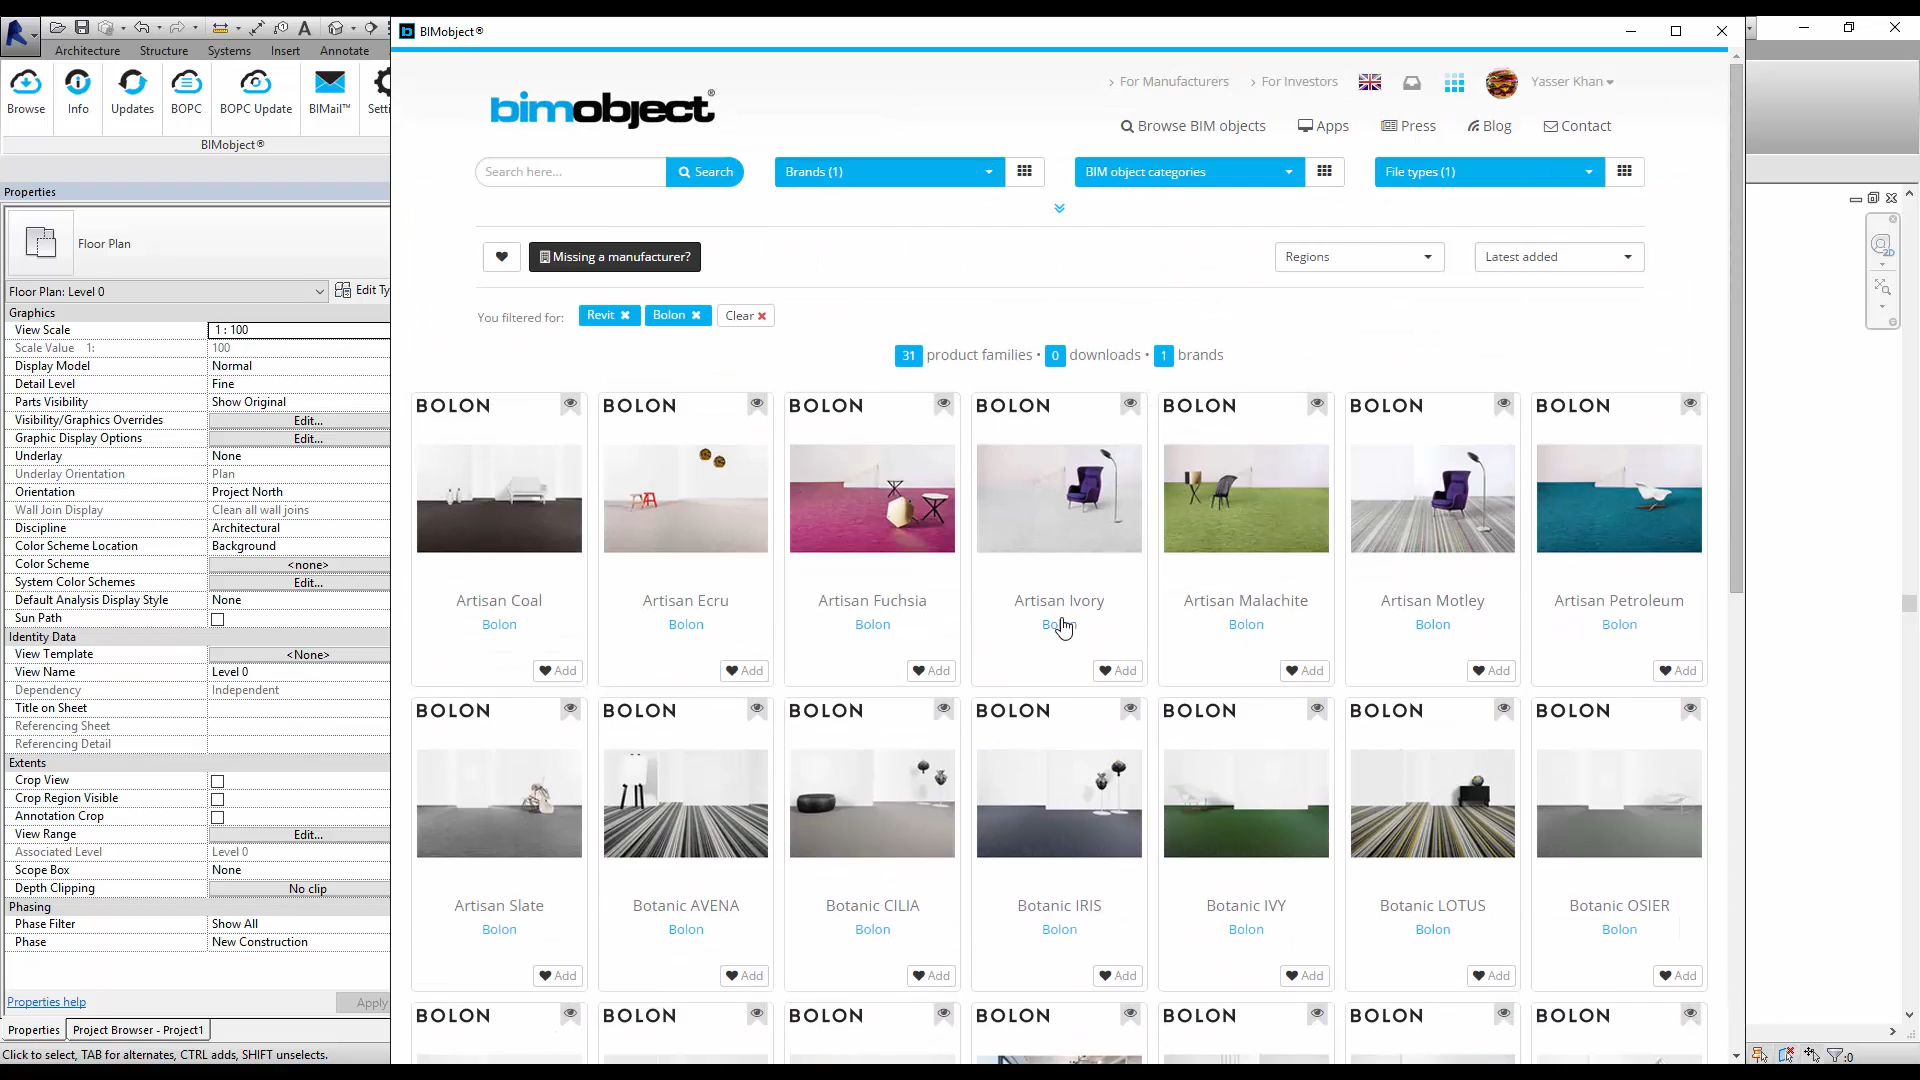 BIMobject®
Architecture Structure Systems Insert Annotate
Browse Info Updates BOPC BOPC Update BIMail™ Setti
BIMobject®
> For Manufacturers > For Investors Yasser Khan
bimobject®
Browse BIM objects Apps Press Blog Contact
Search here... Search Brands (1) BIM object categories File types (1)
Missing a manufacturer? Regions Latest added
You filtered for: Revit ✖ Bolon ✖ Clear ✖
31 product families • 0 downloads • 1 brands
BOLON BOLON BOLON BOLON BOLON BOLON BOLON
Artisan Coal Artisan Ecru Artisan Fuchsia Artisan Ivory Artisan Malachite Artisan Motley Artisan Petroleum
Bolon Bolon Bolon Bolon Bolon Bolon Bolon
Add Add Add Add Add Add Add
BOLON BOLON BOLON BOLON BOLON BOLON BOLON
Artisan Slate Botanic AVENA Botanic CILIA Botanic IRIS Botanic IVY Botanic LOTUS Botanic OSIER
Bolon Bolon Bolon Bolon Bolon Bolon Bolon
Add Add Add Add Add Add Add
BOLON BOLON BOLON BOLON BOLON BOLON BOLON
Properties
Floor Plan
Floor Plan: Level 0 Edit Ty
Graphics
View Scale 1 : 100
Scale Value 1: 100
Display Model Normal
Detail Level Fine
Parts Visibility Show Original
Visibility/Graphics Overrides Edit...
Graphic Display Options Edit...
Underlay None
Underlay Orientation Plan
Orientation Project North
Wall Join Display Clean all wall joins
Discipline Architectural
Color Scheme Location Background
Color Scheme <none>
System Color Schemes Edit...
Default Analysis Display Style None
Sun Path
Identity Data
View Template <None>
View Name Level 0
Dependency Independent
Title on Sheet
Referencing Sheet
Referencing Detail
Extents
Crop View
Crop Region Visible
Annotation Crop
View Range Edit...
Associated Level Level 0
Scope Box None
Depth Clipping No clip
Phasing
Phase Filter Show All
Phase New Construction
Properties help Apply
Properties Project Browser - Project1
Click to select, TAB for alternates, CTRL adds, SHIFT unselects.
2D
:0